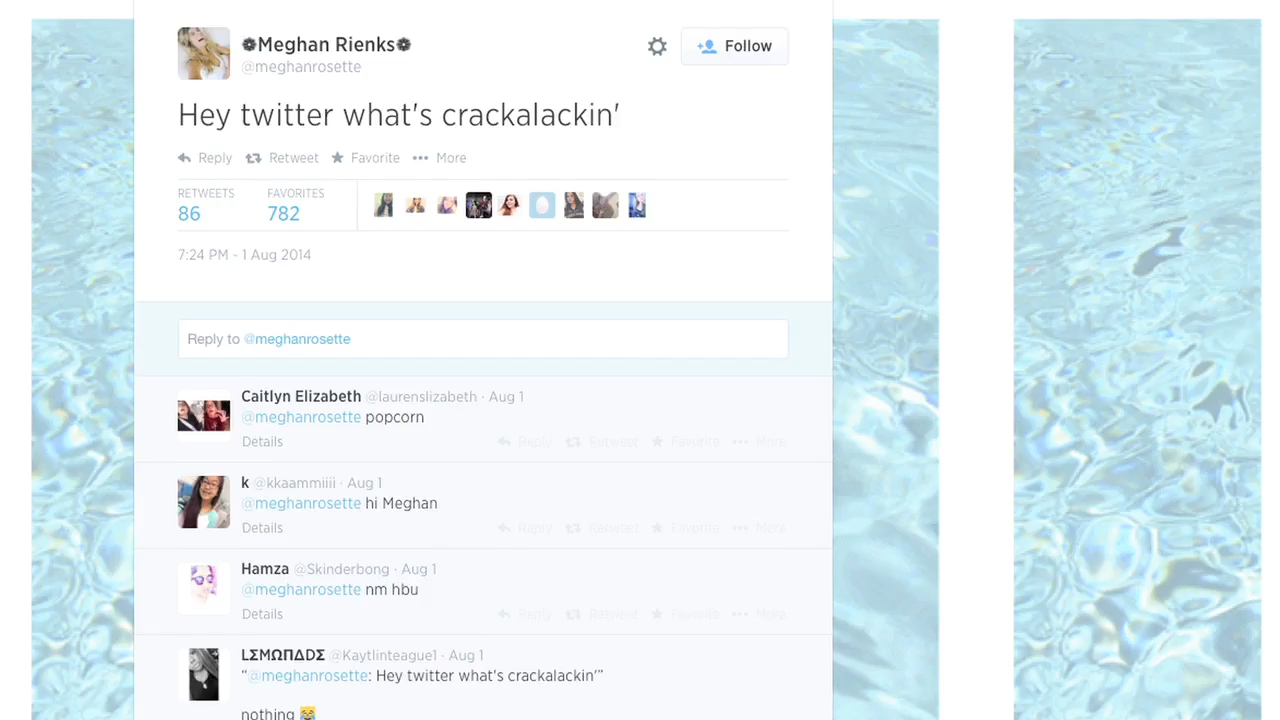 ❁Meghan Rienks❁
@meghanrosette
Follow
Hey twitter what's crackalackin'
Reply Retweet Favorite ••• More
RETWEETS FAVORITES
86 782
7:24 PM - 1 Aug 2014
Reply to @meghanrosette
Caitlyn Elizabeth @laurenslizabeth · Aug 1
@meghanrosette popcorn
Details Reply Retweet Favorite ••• More
k @kkaammiiii · Aug 1
@meghanrosette hi Meghan
Details Reply Retweet Favorite ••• More
Hamza @Skinderbong · Aug 1
@meghanrosette nm hbu
Details Reply Retweet Favorite ••• More
LΣMΩΠΔDΣ @Kaytlinteague1 · Aug 1
“@meghanrosette: Hey twitter what's crackalackin'”
nothing 😹